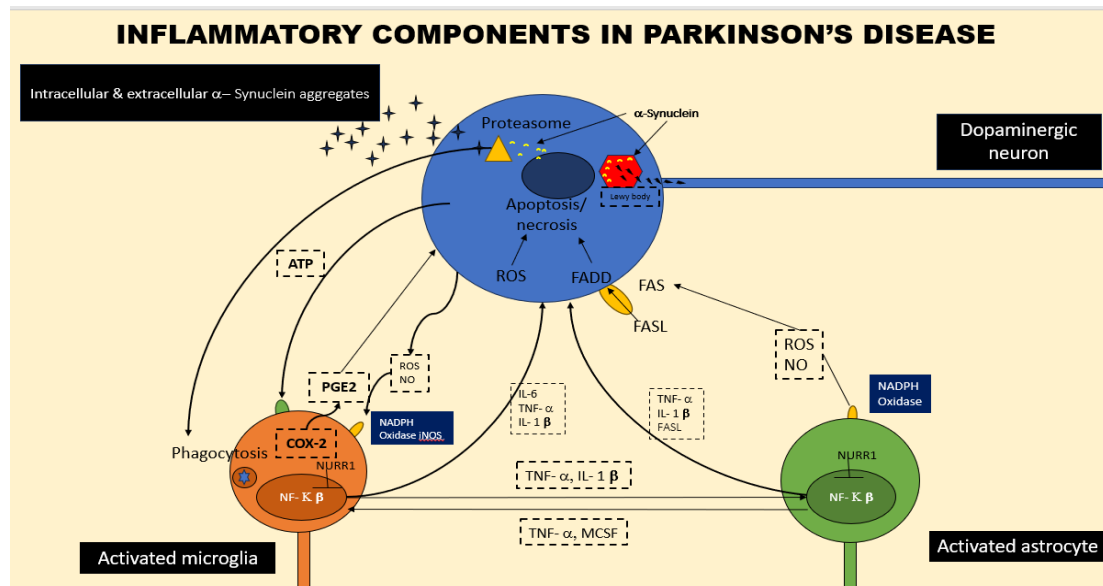 INFLAMMATORY COMPONENTS IN PARKINSON'S DISEASE
Intracellular & extracellular α– Synuclein aggregates
Proteasome
α-Synuclein
Dopaminergic
neuron
Lewy body
Apoptosis/
necrosis
ATP
ROS
FADD
FAS
FASL
ROS
NO
PGE2
ROS
NO
NADPH
Oxidase iNOS
IL-6
TNF- α
IL- 1 β
TNF- α
IL- 1 β
FASL
NADPH
Oxidase
Phagocytosis
COX-2
NURR1
NF- K β
TNF- α, IL- 1 β
NURR1
NF- K β
TNF- α, MCSF
Activated microglia
Activated astrocyte